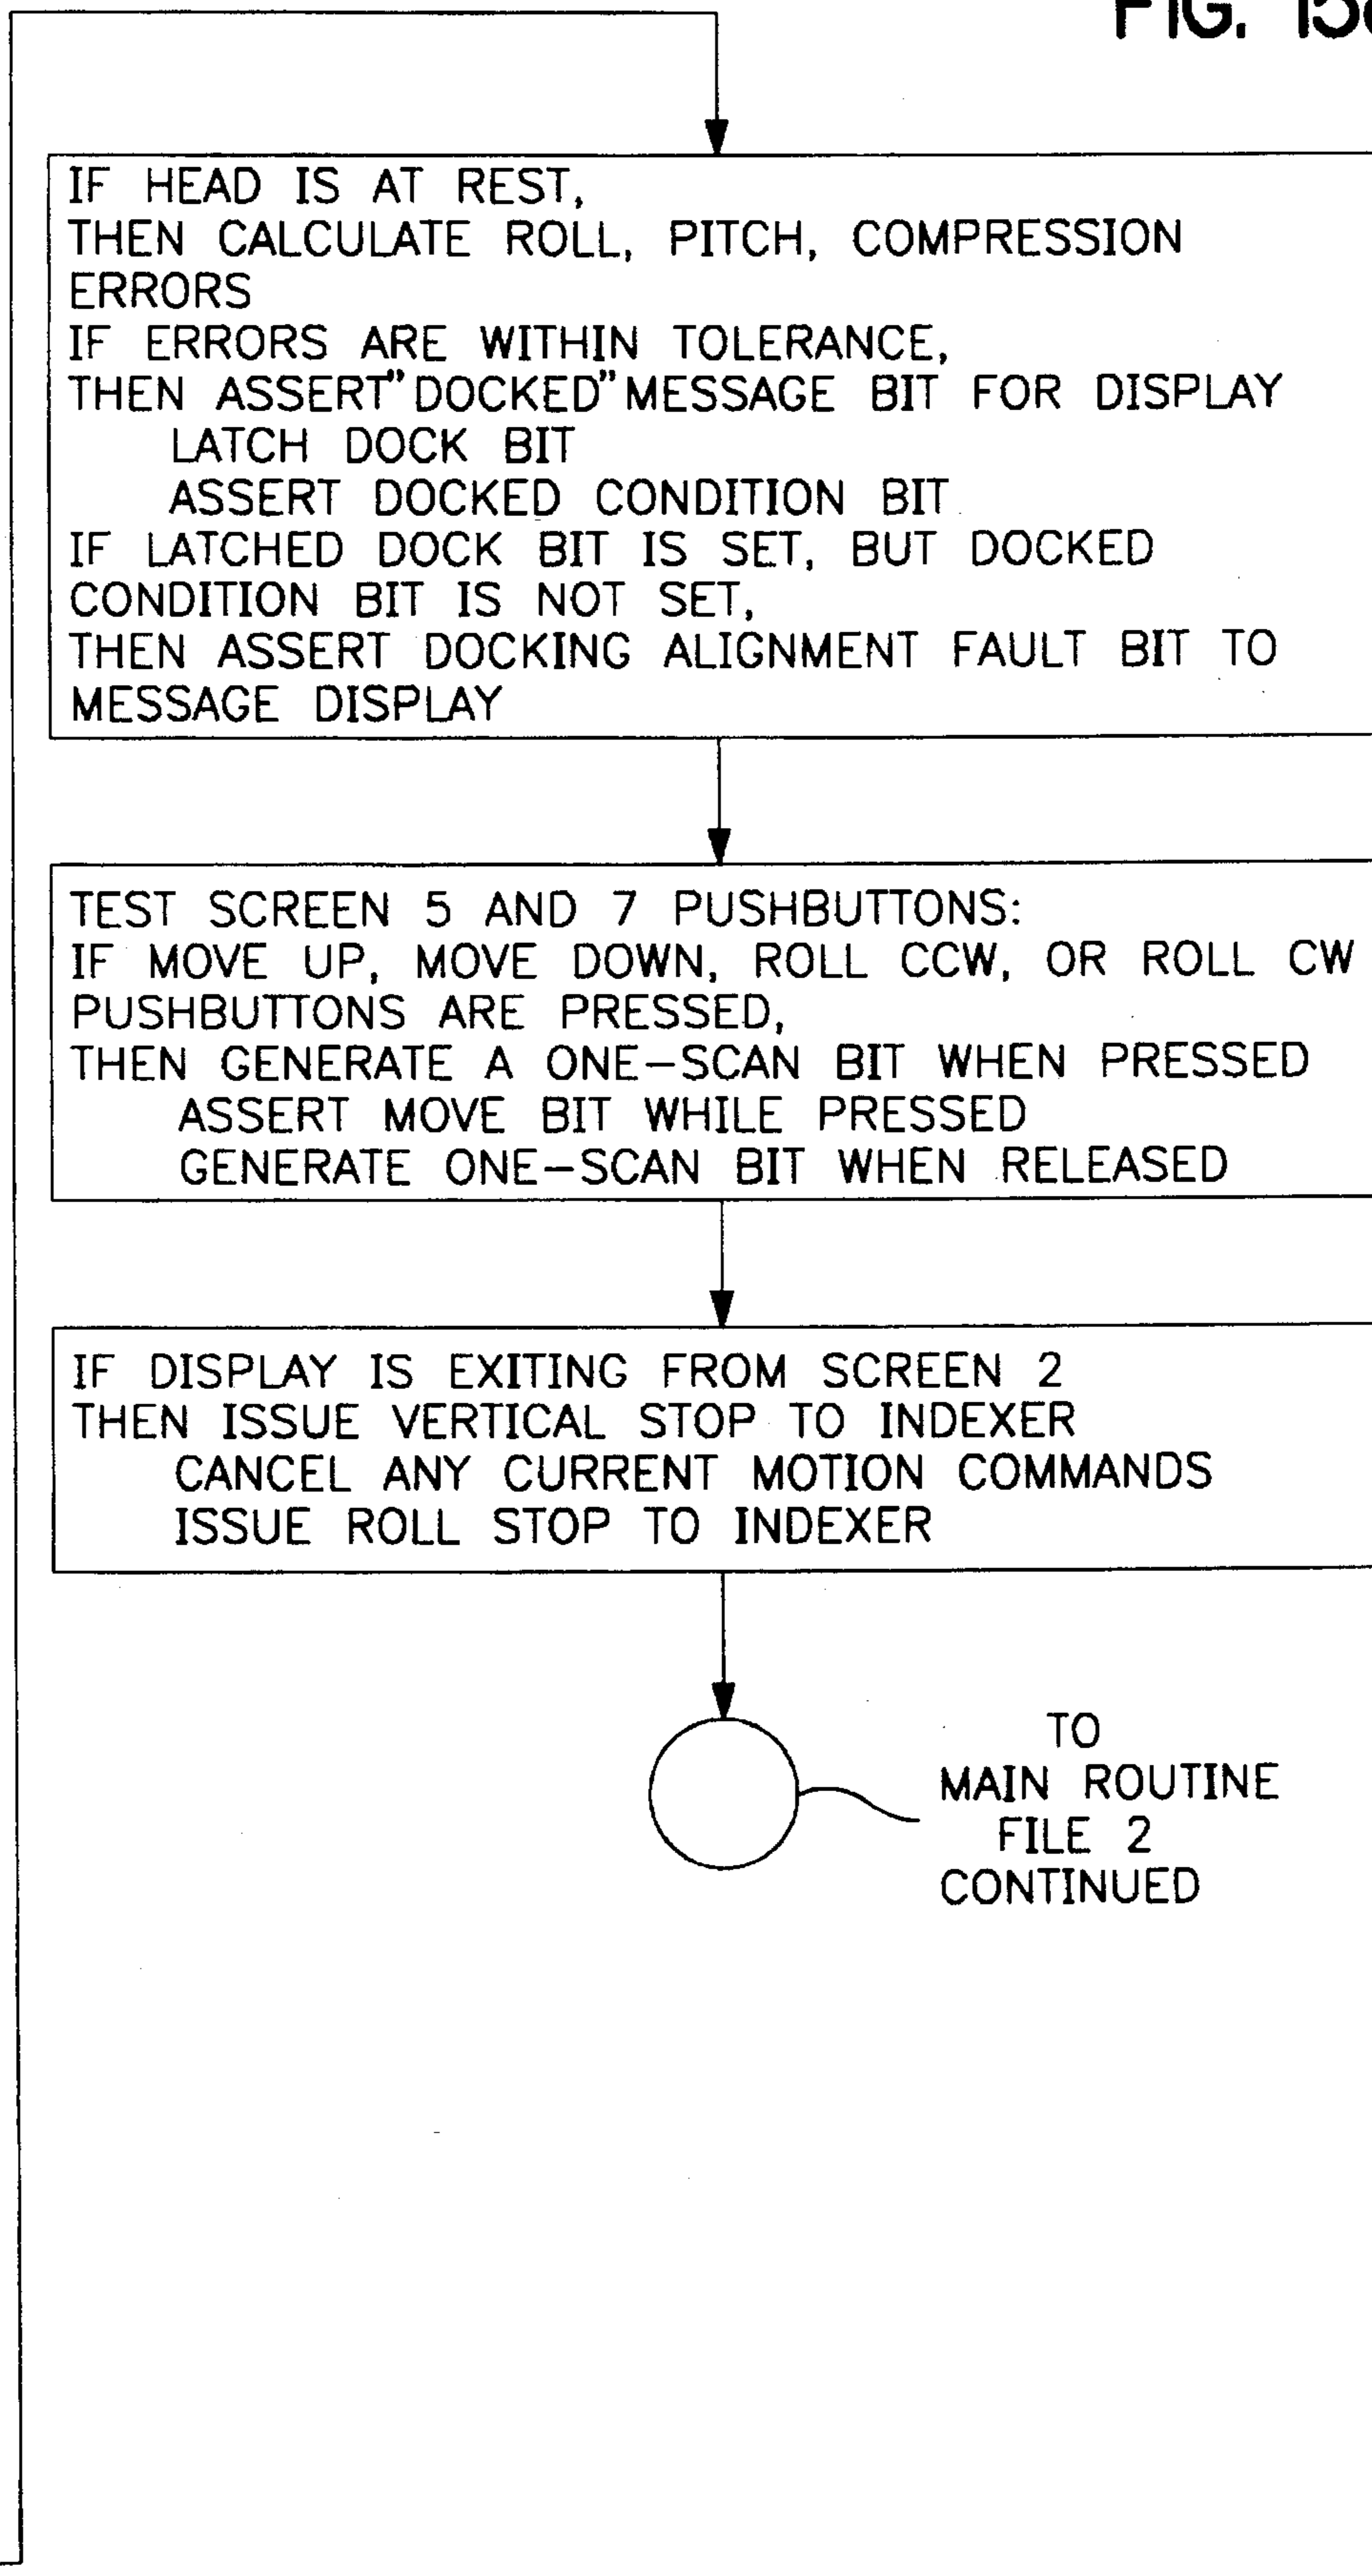 FIG.
IF HEAD IS AT REST,
THEN CALCULATE ROLL, PITCH, COMPRESSION
ERRORS
IF ERRORS ARE WITHIN TOLERANCE,
THEN ASSERT"DOCKED"MESSAGE BIT FOR DISPLAY
LATCH DOCK BIT
ASSERT DOCKED CONDITION BIT
IF LATCHED DOCK BIT IS SET, BUT DOCKED
CONDITION BIT IS NOT SET,
THEN ASSERT DOCKING ALIGNMENT FAULT BIT TO
MESSAGE DISPLAY
TEST SCREEN 5 AND 7 PUSHBUTTONS:
IF MOVE UP, MOVE DOWN, ROLL CCW, OR ROLL CW
PUSHBUTTONS ARE PRESSED,
THEN GENERATE A ONE-SCAN BIT WHEN PRESSED
ASSERT MOVE BIT WHILE PRESSED
GENERATE ONE-SCAN BIT WHEN RELEASED
IF DISPLAY IS EXITING FROM SCREEN 2
THEN ISSUE VERTICAL STOP TO INDEXER
CANCEL ANY CURRENT MOTION COMMANDS
ISSUE ROLL STOP TO INDEXER
TO
MAIN ROUTINE
FILE 2
CONTINUED